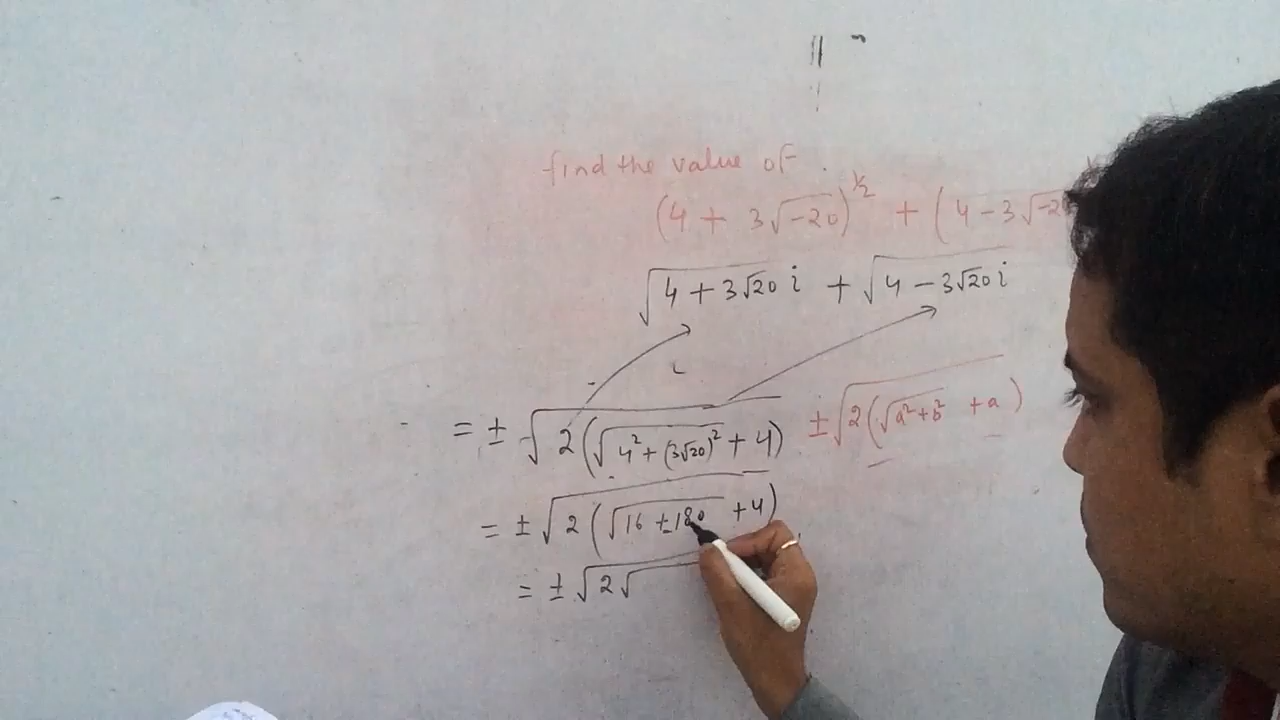 find the value of
(4 + 3√-20)^½ + (4 - 3√-2
√(4 + 3√20 i) + √(4 - 3√20 i)
= ± √(2(√(4² + (3√20)²) + 4)) ± √(2(√(a² + b²) + a))
= ± √(2(√(16 ± 180) + 4))
= ± √2√